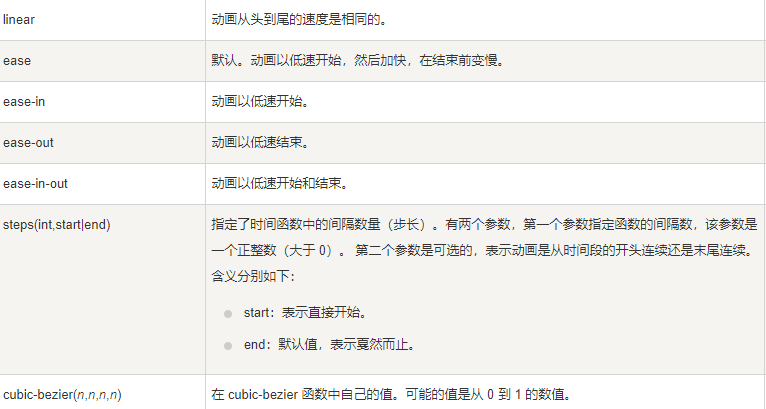 linear
动画从头到尾的速度是相同的。
ease
默认。动画以低速开始，然后加快，在结束前变慢。
ease-in
动画以低速开始。
ease-out
动画以低速结束。
ease-in-out
动画以低速开始和结束。
steps(int,start|end)
指定了时间函数中的间隔数量（步长）。有两个参数，第一个参数指定函数的间隔数，该参数是
一个正整数（大于 0）。 第二个参数是可选的，表示动画是从时间段的开头连续还是末尾连续。
含义分别如下：
start：表示直接开始。
end：默认值，表示戛然而止。
cubic-bezier(n,n,n,n)
在 cubic-bezier 函数中自己的值。可能的值是从 0 到 1 的数值。